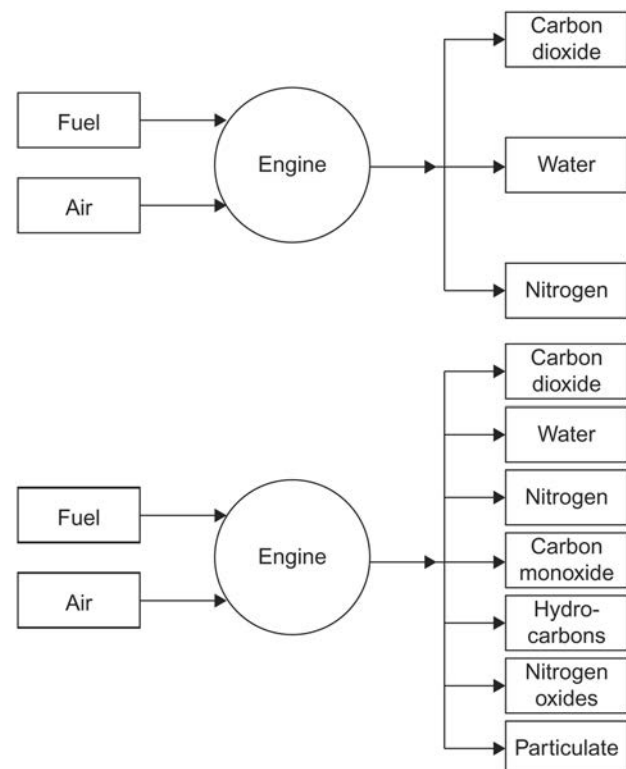 Carbon
dioxide
Fuel
Engine
Water
Air
Nitrogen
Carbon
dioxide
Water
Nitrogen
Fuel
Engine
Carbon
monoxide
Air
Hydro-
carbons
Nitrogen
oxides
Particulate